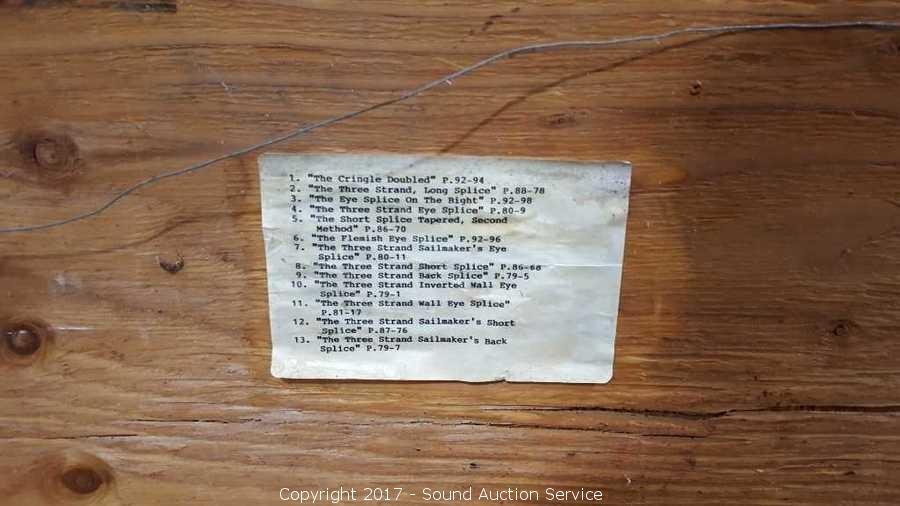 1. "The Cringle Doubled" P.92-94
2. "The Three Strand, Long Splice" P.88-78
3. "The Eye Splice On The Bight" P.92-98
4. "The Three Strand Eye Splice" P.80-9
5. "The Short Splice Tapered, Second
Method" P.86-70
6. "The Flemish Eye Splice" P.92-96
7. "The Three Strand Sailmaker's Eye
Splice" P.80-11
8. "The Three Strand Short Splice" P.86-68
9. "The Three Strand Back Splice" P.79-5
10. "The Three Strand Inverted Wall Eye
Splice" P.79-1
11. "The Three Strand Wall Eye Splice"
P.81-17
12. "The Three Strand Sailmaker's Short
Splice" P.87-76
13. "The Three Strand Sailmaker's Back
Splice" P.79-7
Copyright 2017 - Sound Auction Service